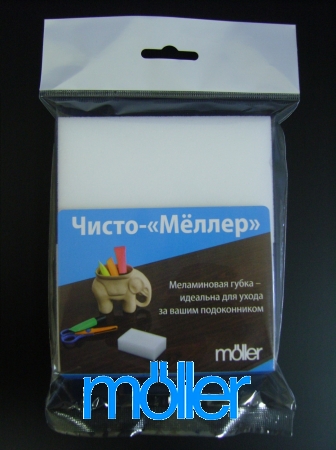 Чисто-«Мёллер»
Меламиновая губка –
идеальна для ухода
за вашим подоконником
möller
möller